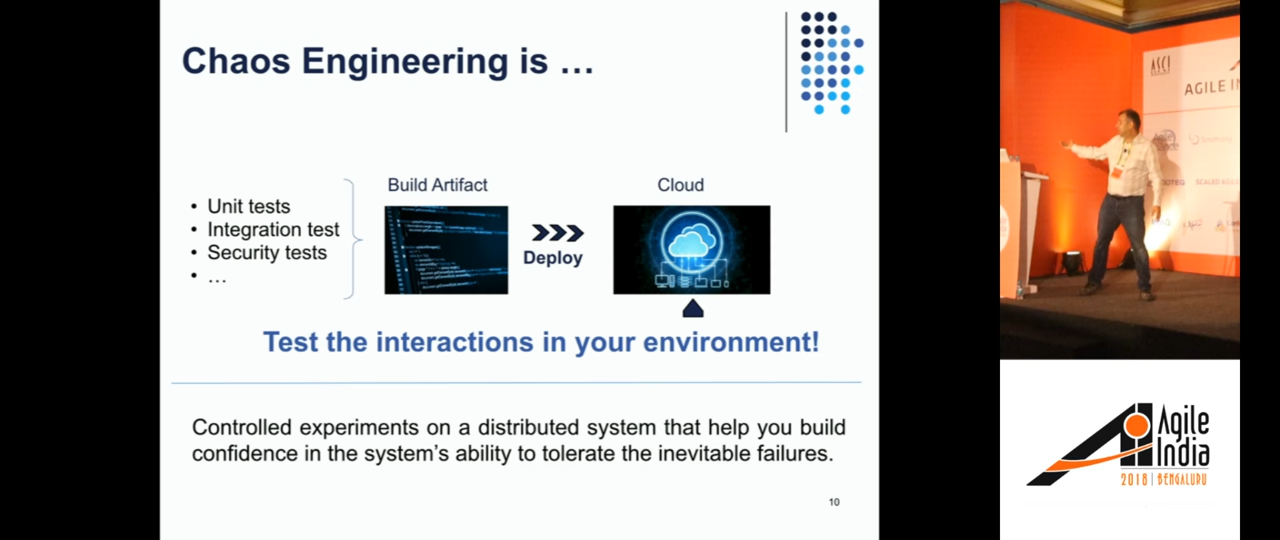 Chaos Engineering is …
• Unit tests
• Integration test
• Security tests
• …
Build Artifact
Deploy
Cloud
Test the interactions in your environment!
Controlled experiments on a distributed system that help you build
confidence in the system's ability to tolerate the inevitable failures.
10
ASCI
AGILE IN
Agile
India
2018 | BENGALURU